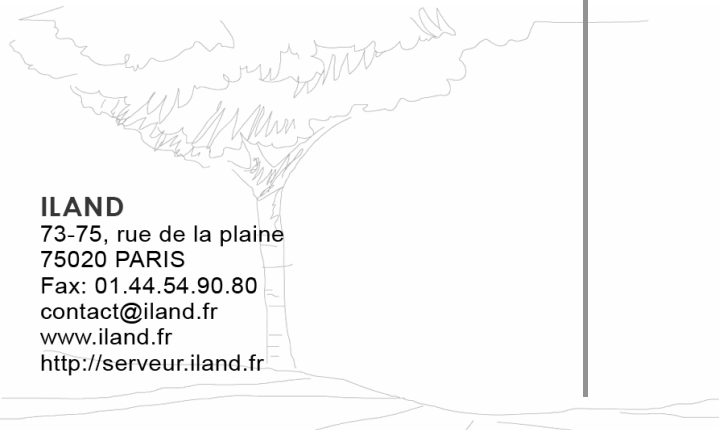 ILAND
73-75, rue de la plaine
75020 PARIS
Fax: 01.44.54.90.80
contact@iland.fr
www.iland.fr
http://serveur.iland.fr